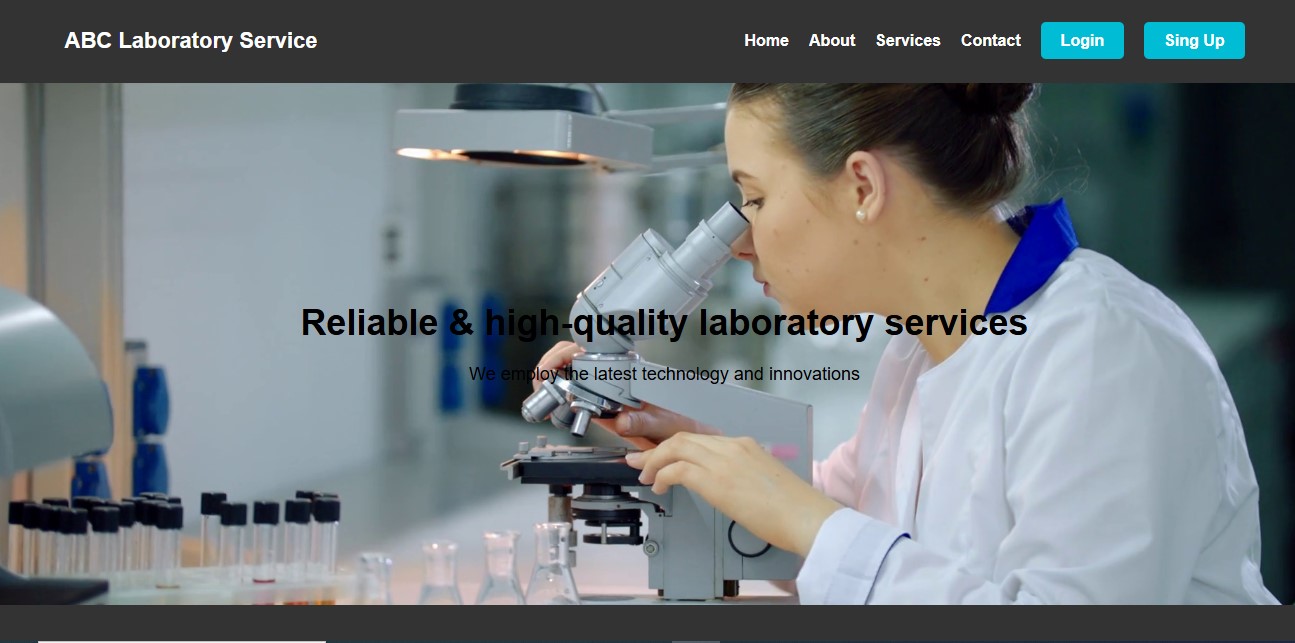 ABC Laboratory Service
Home About Services Contact Login Sing Up
Reliable & high-quality laboratory services
We employ the latest technology and innovations